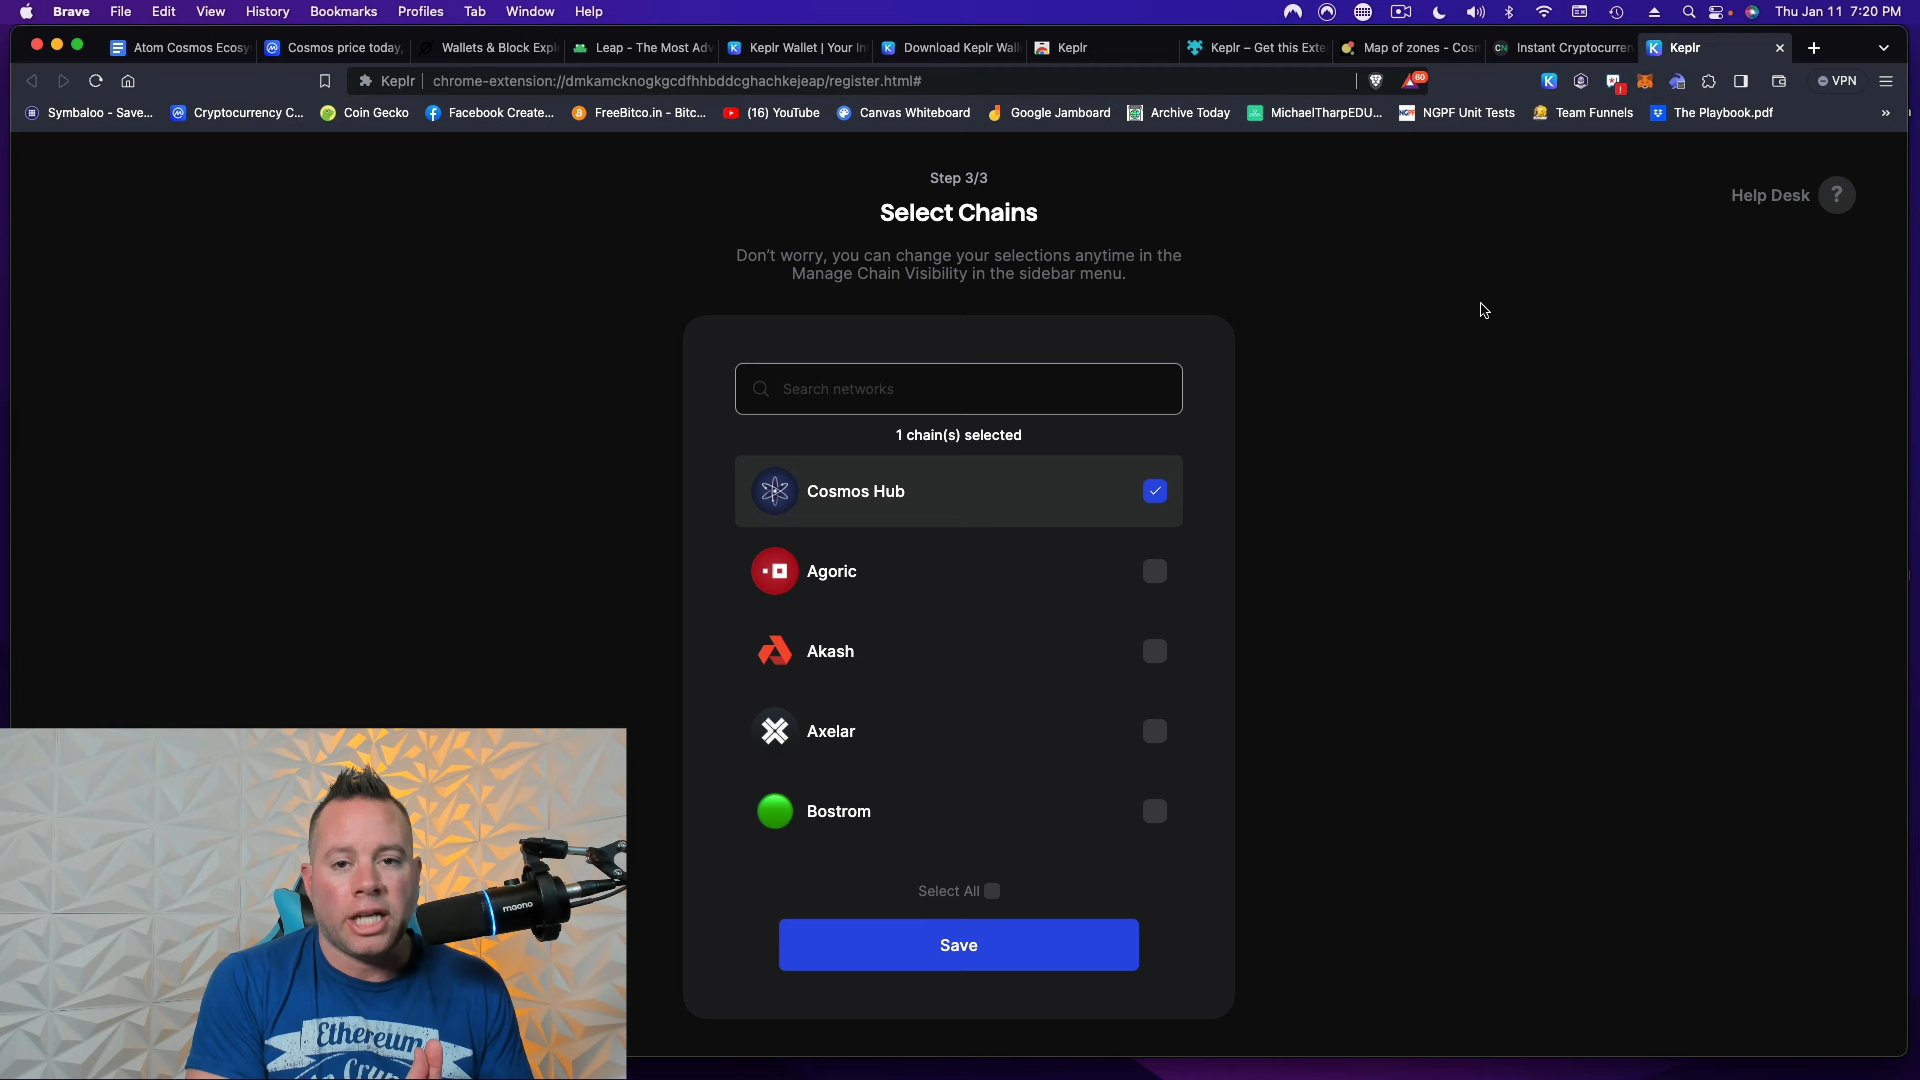 Brave File Edit View History Bookmarks Profiles Tab Window Help Thu Jan 11 7:20 PM
Atom Cosmos Ecosy Cosmos price today, Wallets & Block Expl Leap - The Most Adv Keplr Wallet | Your In Download Keplr Wall Keplr Keplr – Get this Exte Map of zones - Cosm Instant Cryptocurren Keplr
Keplr chrome-extension://dmkamcknogkgcdfhhbddcghachkejeap/register.html# 60 VPN
Symbaloo - Save... Cryptocurrency C... Coin Gecko Facebook Create... FreeBitco.in - Bitc... (16) YouTube Canvas Whiteboard Google Jamboard Archive Today MichaelTharpEDU... NGPF Unit Tests Team Funnels The Playbook.pdf »
Step 3/3
Select Chains
Help Desk ?
Don't worry, you can change your selections anytime in the
Manage Chain Visibility in the sidebar menu.
Search networks
1 chain(s) selected
Cosmos Hub
Agoric
Akash
Axelar
Bostrom
Select All
Save
maono
Ethereum